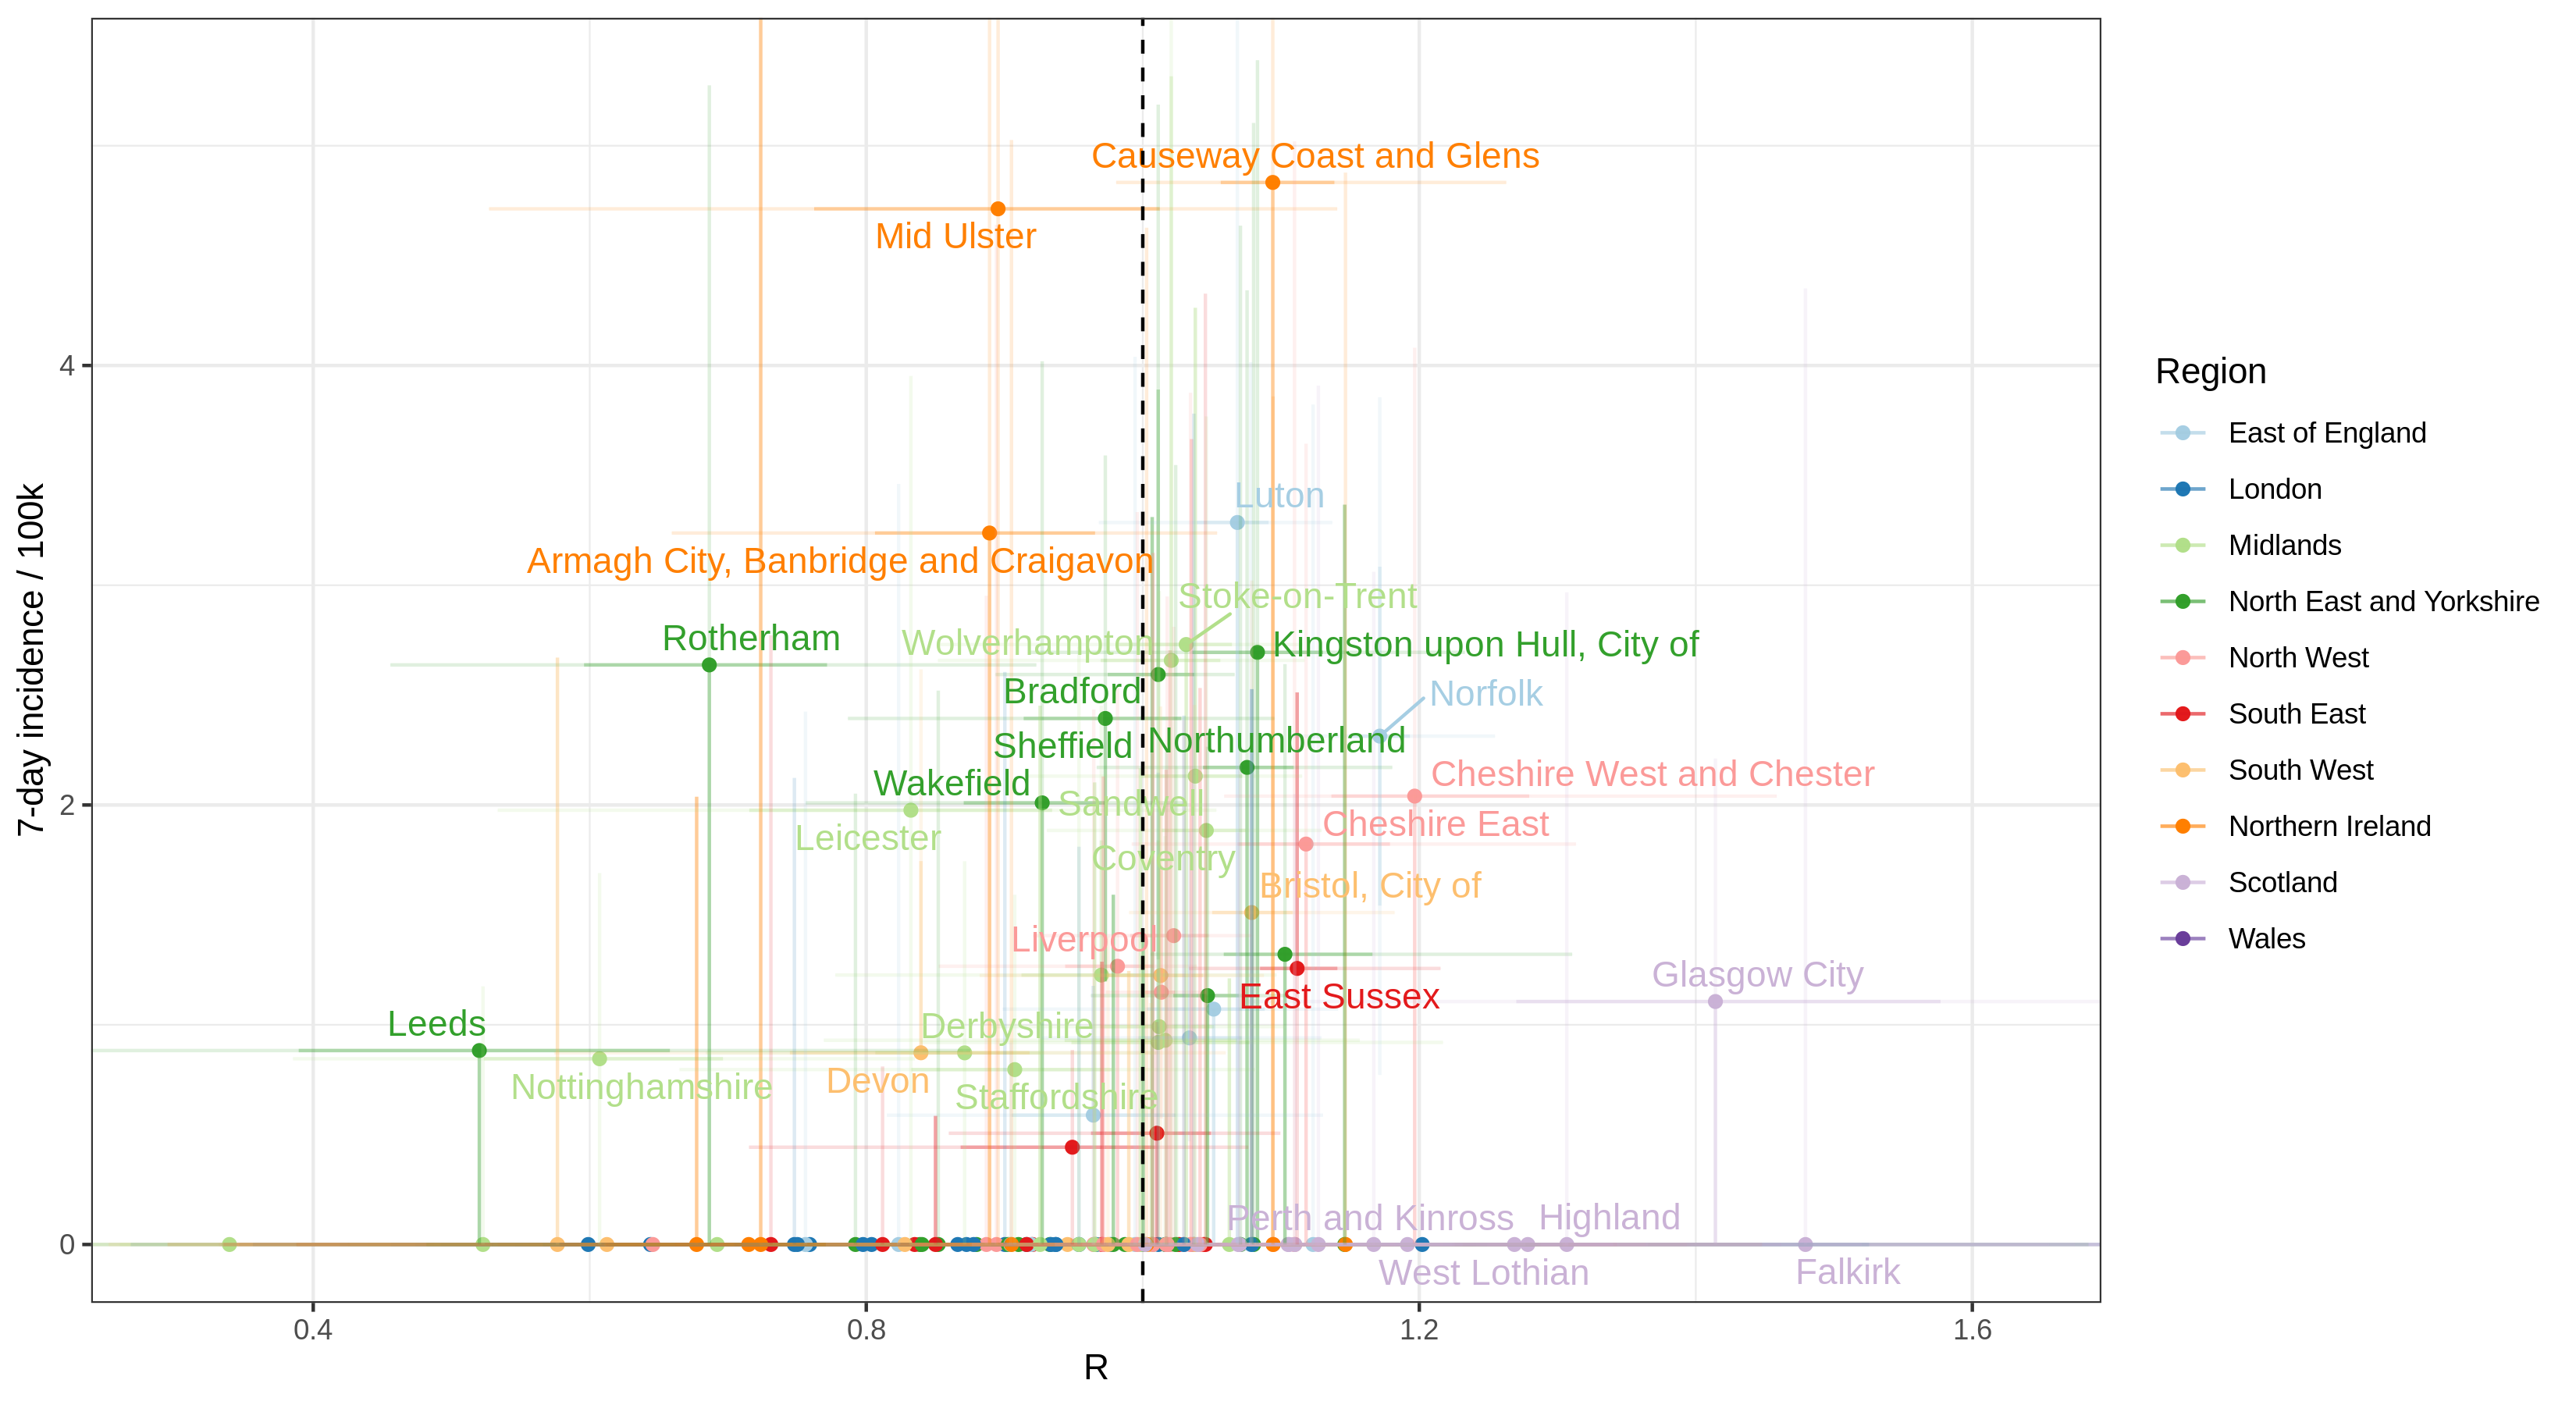 Causeway Coast and Glens
Mid Ulster
4
Luton
Armagh City, Banbridge and Craigavon
Stoke-on-Trent
Rotherham
Wolverhampton
Kingston upon Hull, City of
Bradford
Norfolk
Sheffield
Northumberland
Wakefield
Cheshire West and Chester
2
Sandwell
Leicester
Cheshire East
Coventry
Bristol, City of
Liverpool
Glasgow City
East Sussex
Leeds
Derbyshire
Nottinghamshire
Devon
Staffordshire
Perth and Kinross
Highland
0
West Lothian
Falkirk
0.4
0.8
1.2
1.6
R
7-day incidence / 100k
Region
East of England
London
Midlands
North East and Yorkshire
North West
South East
South West
Northern Ireland
Scotland
Wales